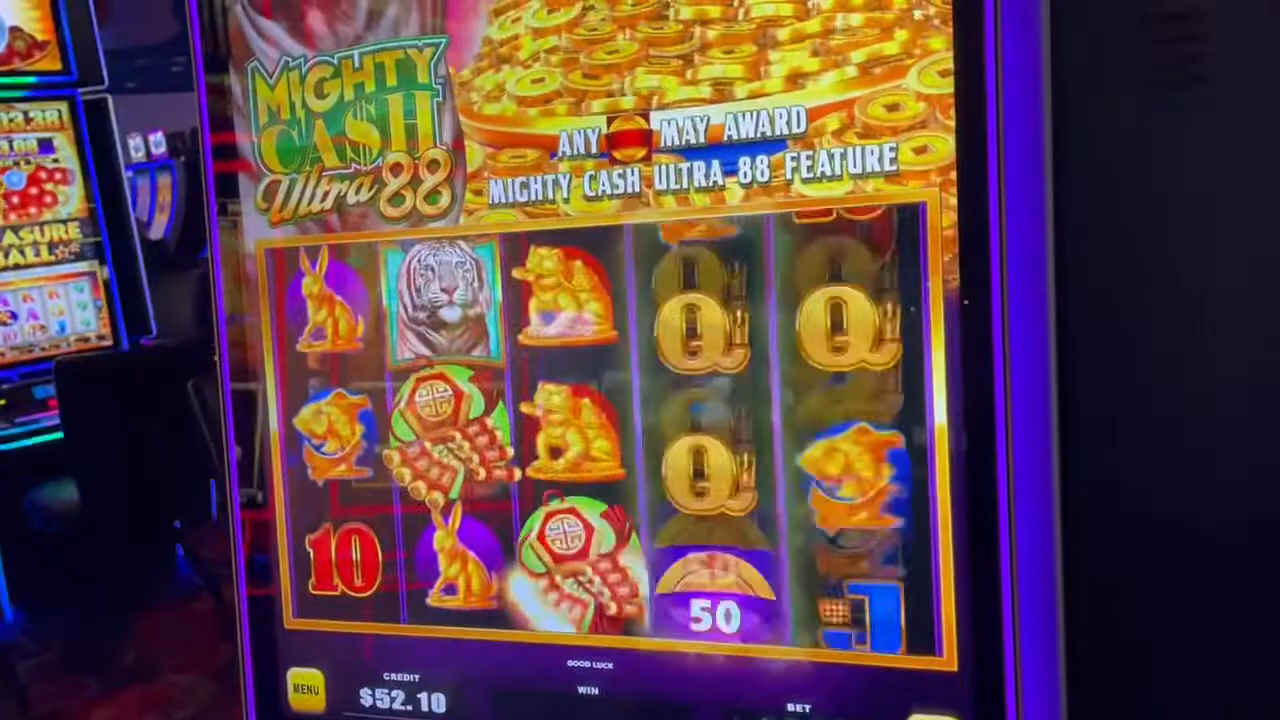 MIGHTY
CA$H
Ultra 88
ANY MAY AWARD
MIGHTY CASH ULTRA 88 FEATURE
Q Q
Q
10
50
GOOD LUCK
MENU
CREDIT
$52.10
WIN
BET